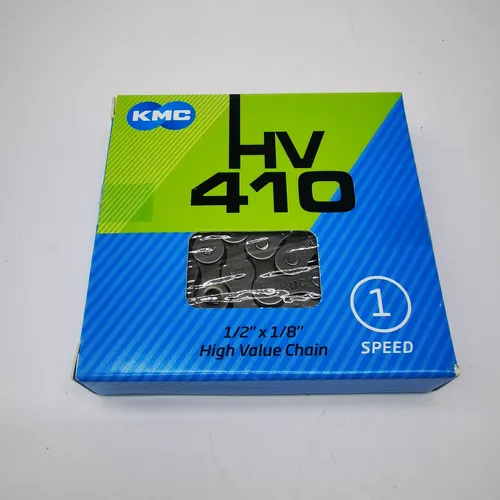 KMC
HV
410
1/2" x 1/8"
High Value Chain
1
SPEED